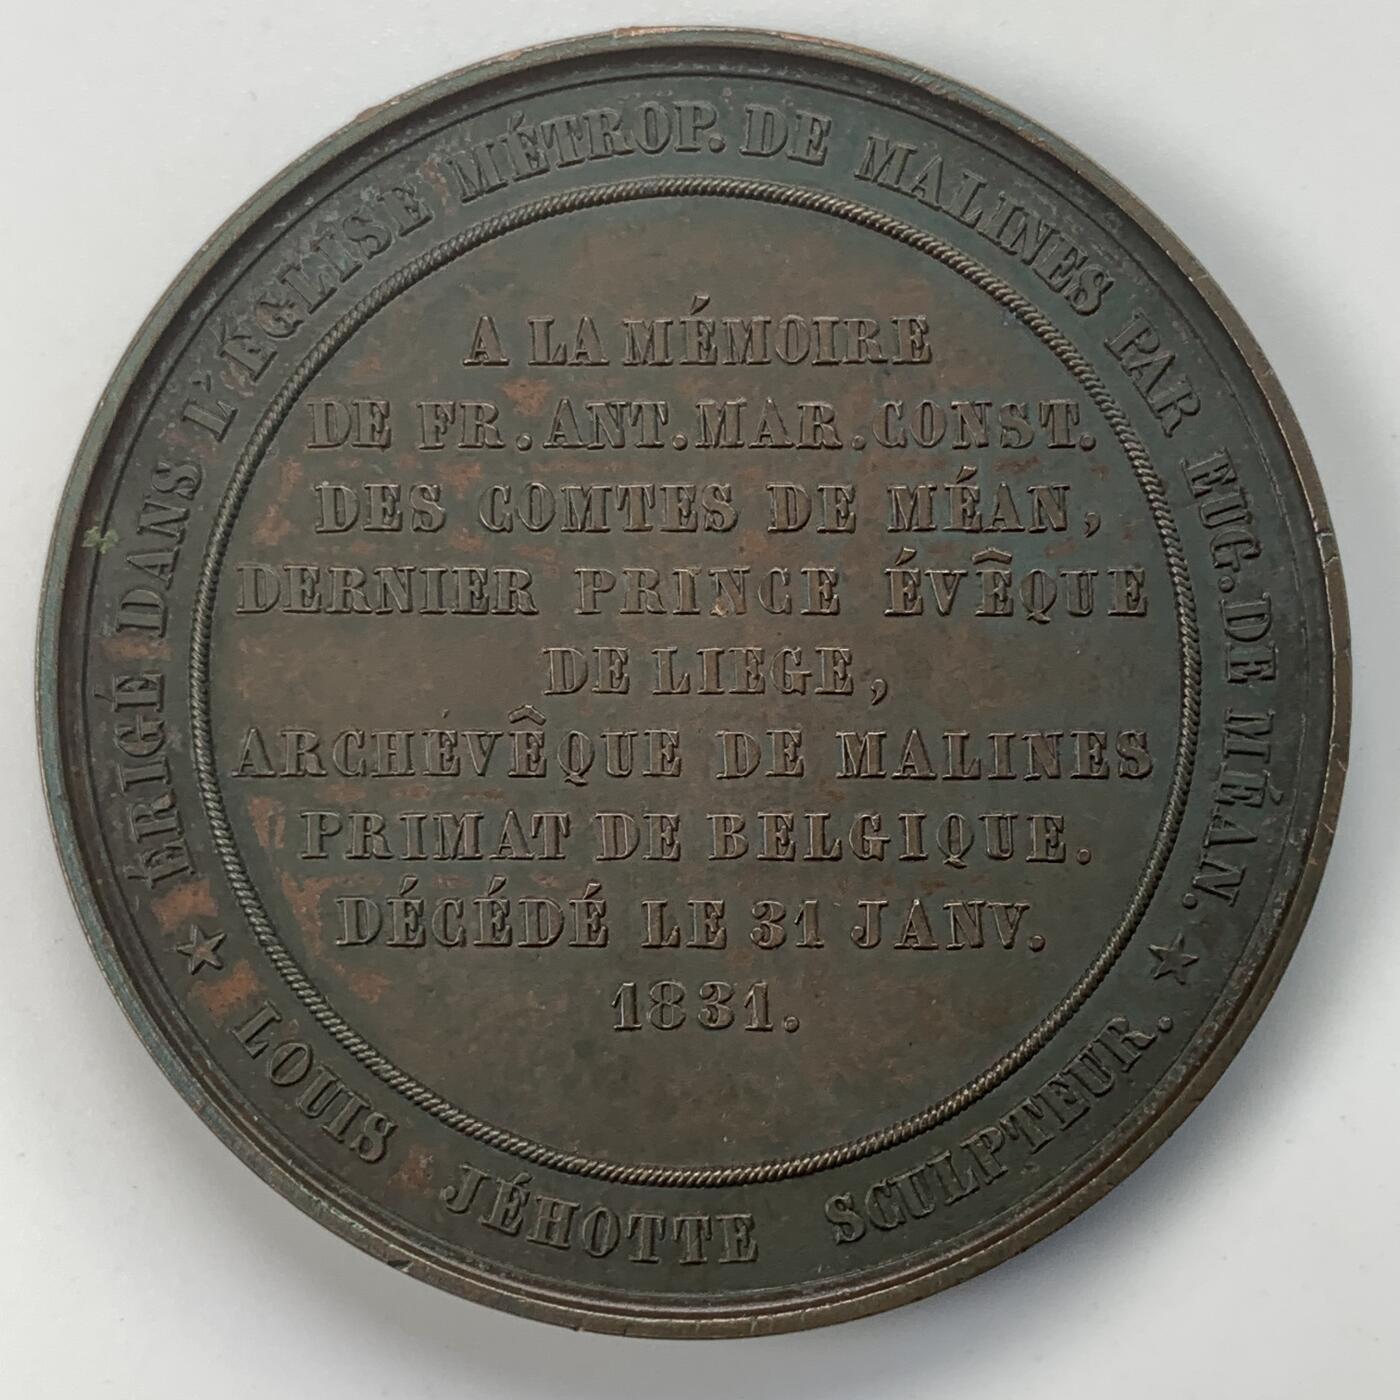 ÉRIGÉ DANS L'ÉGLISE MÉTROP. DE MALINES PAR EUG. DE MÉAN.
A LA MÉMOIRE
DE FR. ANT. MAR. CONST.
DES COMTES DE MÉAN,
DERNIER PRINCE ÉVÊQUE
DE LIEGE,
ARCHÉVÊQUE DE MALINES
PRIMAT DE BELGIQUE.
DÉCÉDÉ LE 31 JANV.
1831.
LOUIS JÉHOTTE SCULPTEUR.